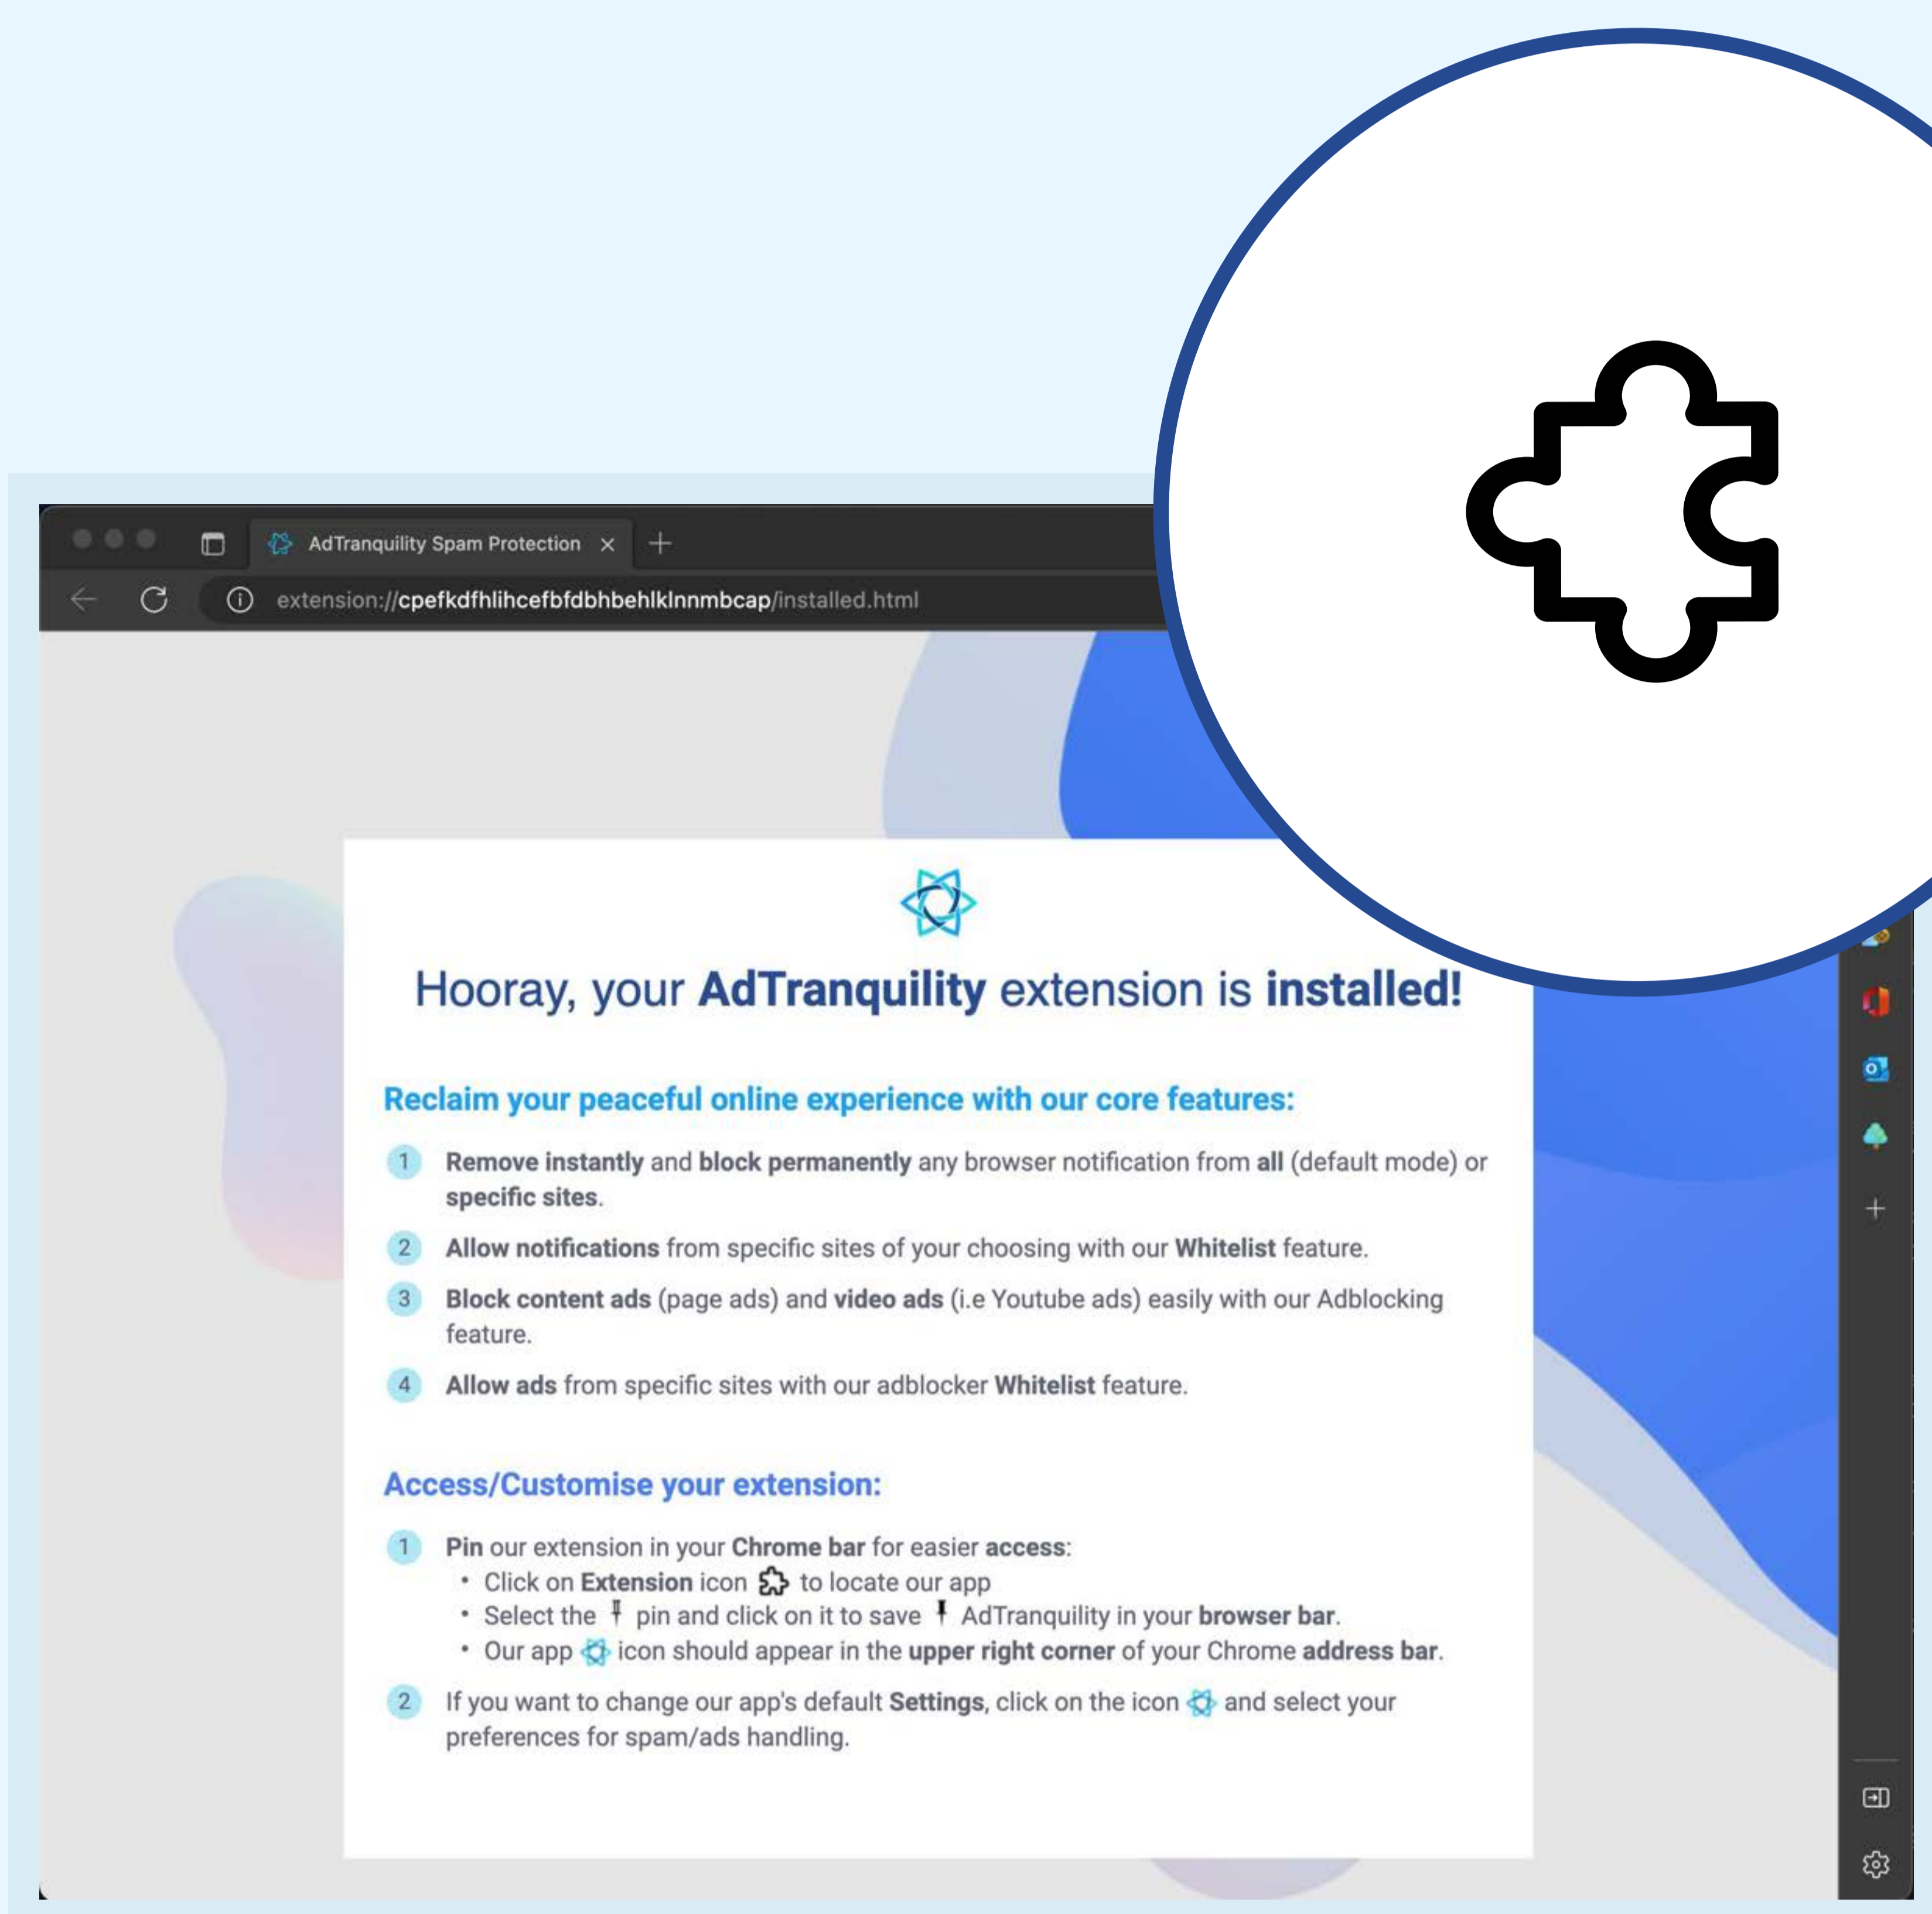 AdTranquility Spam Protection
extension://cpefkdfhlihcefbfdbhbehlklnnmbcap/installed.html
Hooray, your AdTranquility extension is installed!
Reclaim your peaceful online experience with our core features:
1 Remove instantly and block permanently any browser notification from all (default mode) or
specific sites.
2 Allow notifications from specific sites of your choosing with our Whitelist feature.
3 Block content ads (page ads) and video ads (i.e Youtube ads) easily with our Adblocking
feature.
4 Allow ads from specific sites with our adblocker Whitelist feature.
Access/Customise your extension:
1 Pin our extension in your Chrome bar for easier access:
• Click on Extension icon to locate our app
• Select the pin and click on it to save AdTranquility in your browser bar.
• Our app icon should appear in the upper right corner of your Chrome address bar.
2 If you want to change our app's default Settings, click on the icon and select your
preferences for spam/ads handling.